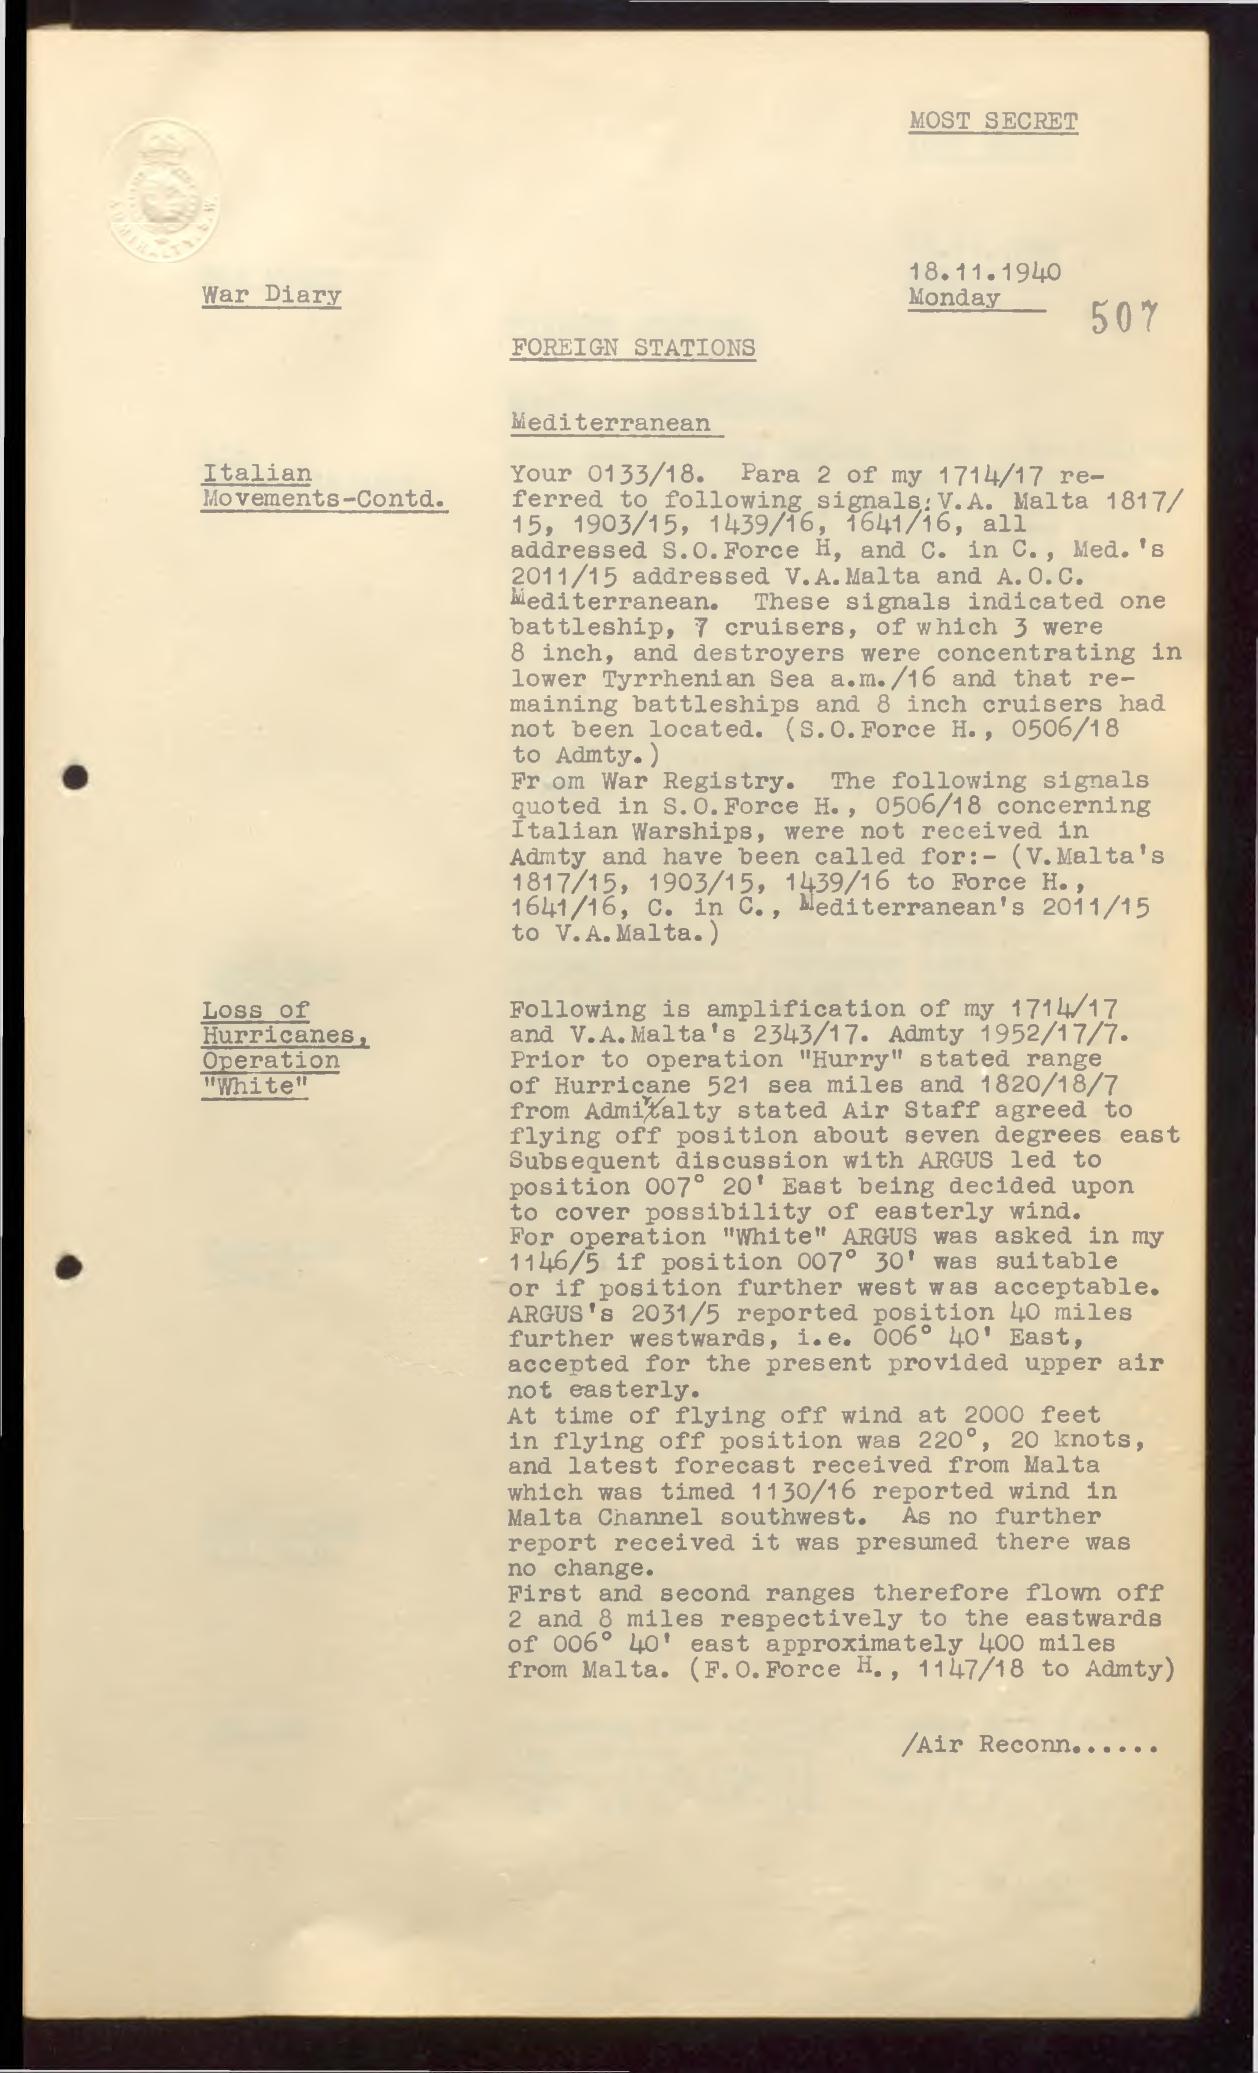 MOST SECRET
ADMIRALTY.S.W.
18.11.1940
War Diary
Monday
507
FOREIGN STATIONS
Mediterranean
Italian
Movements-Contd.
Your 0133/18. Para 2 of my 1714/17 re-
ferred to following signals:V.A. Malta 1817/
15, 1903/15, 1439/16, 1641/16, all
addressed S.O.Force H, and C. in C., Med.'s
2011/15 addressed V.A.Malta and A.O.C.
Mediterranean. These signals indicated one
battleship, 7 cruisers, of which 3 were
8 inch, and destroyers were concentrating in
lower Tyrrhenian Sea a.m./16 and that re-
maining battleships and 8 inch cruisers had
not been located. (S.O.Force H., 0506/18
to Admty.)
Fr om War Registry. The following signals
quoted in S.O.Force H., 0506/18 concerning
Italian Warships, were not received in
Admty and have been called for:- (V.Malta's
1817/15, 1903/15, 1439/16 to Force H.,
1641/16, C. in C., Mediterranean's 2011/15
to V.A.Malta.)
Loss of
Hurricanes,
Operation
"White"
Following is amplification of my 1714/17
and V.A.Malta's 2343/17. Admty 1952/17/7.
Prior to operation "Hurry" stated range
of Hurricane 521 sea miles and 1820/18/7
from Admiralty stated Air Staff agreed to
flying off position about seven degrees east
Subsequent discussion with ARGUS led to
position 007° 20' East being decided upon
to cover possibility of easterly wind.
For operation "White" ARGUS was asked in my
1146/5 if position 007° 30' was suitable
or if position further west was acceptable.
ARGUS's 2031/5 reported position 40 miles
further westwards, i.e. 006° 40' East,
accepted for the present provided upper air
not easterly.
At time of flying off wind at 2000 feet
in flying off position was 220°, 20 knots,
and latest forecast received from Malta
which was timed 1130/16 reported wind in
Malta Channel southwest. As no further
report received it was presumed there was
no change.
First and second ranges therefore flown off
2 and 8 miles respectively to the eastwards
of 006° 40' east approximately 400 miles
from Malta. (F.O.Force H., 1147/18 to Admty)
/Air Reconn......